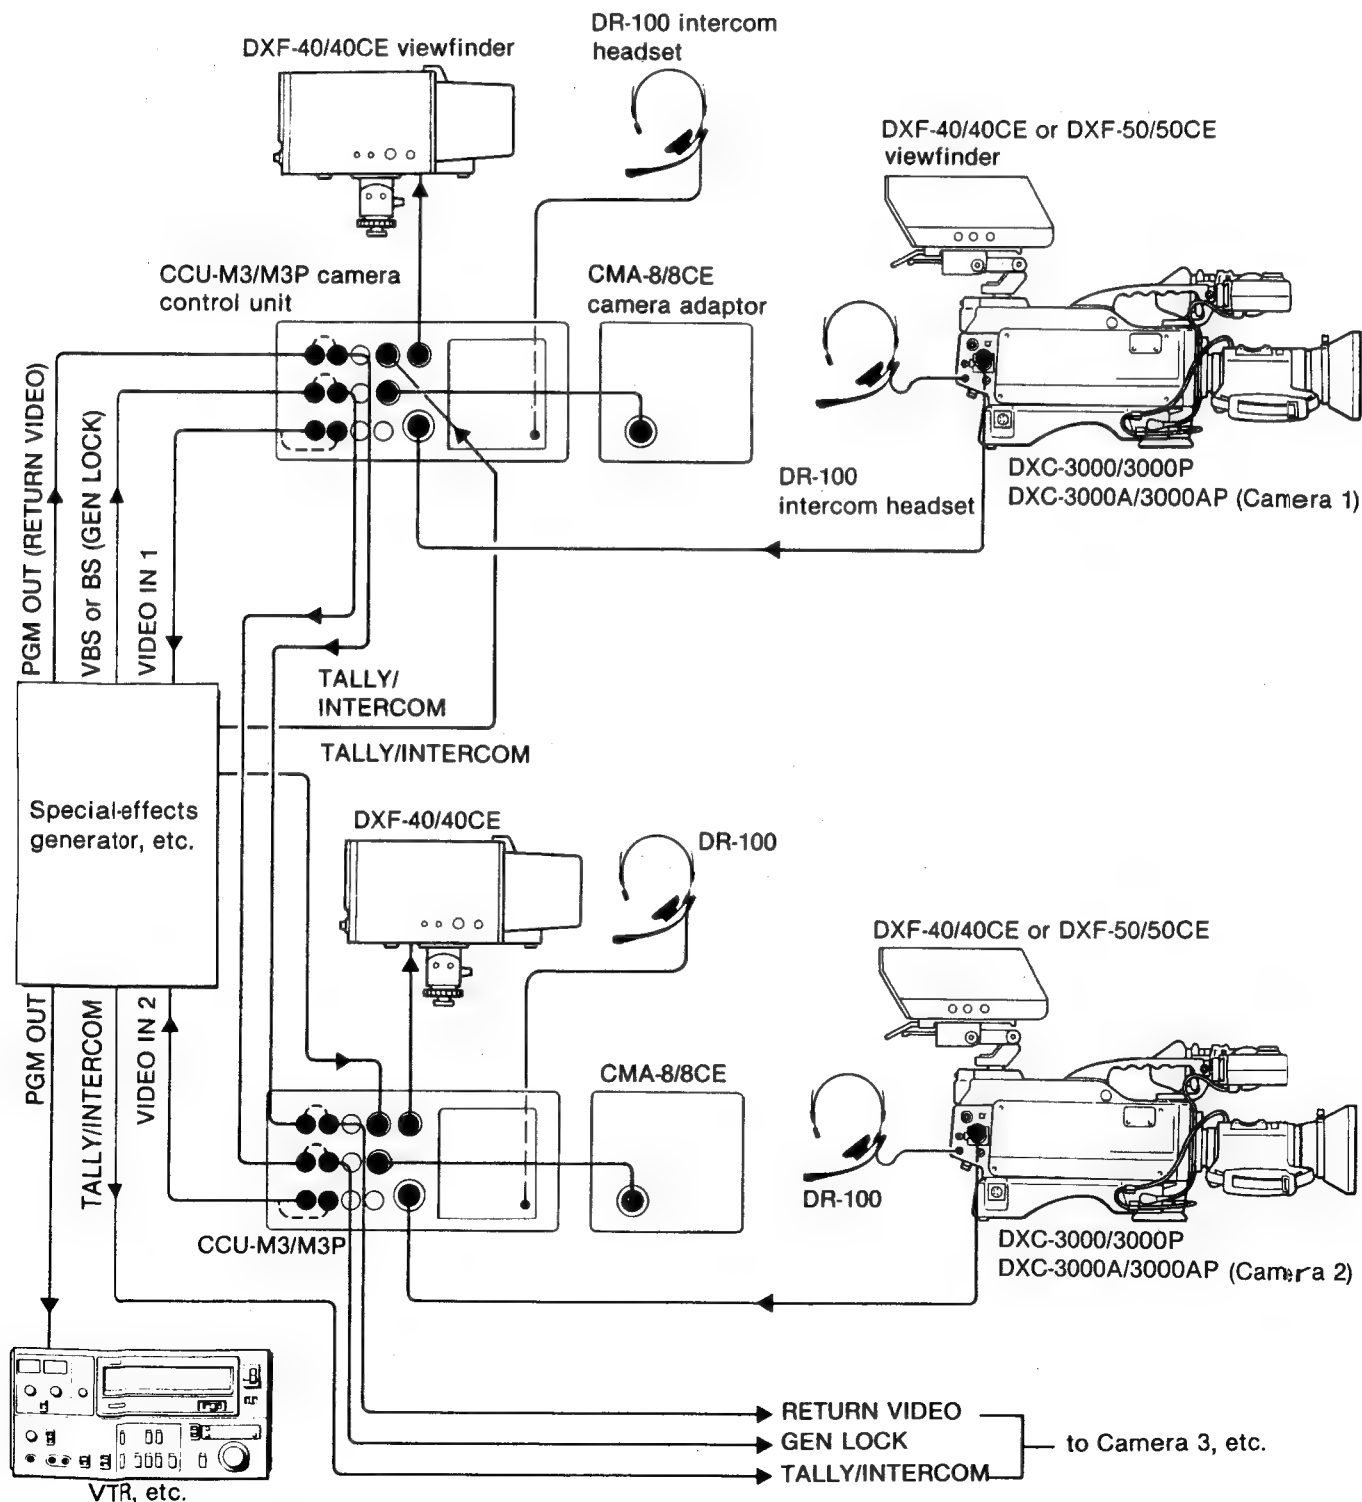 DR-100 intercom
headset
DXF-40/40CE viewfinder
DXF-40/40CE or DXF-50/50CE
viewfinder
CCU-M3/M3P camera
control unit
CMA-8/8CE
camera adaptor
DR-100
intercom headset
DXC-3000/3000P
DXC-3000A/3000AP (Camera 1)
PGM OUT (RETURN VIDEO)
VBS or BS (GEN LOCK)
VIDEO IN 1
TALLY/
INTERCOM
TALLY/INTERCOM
Special-effects
generator, etc.
DXF-40/40CE
DR-100
DXF-40/40CE or DXF-50/50CE
PGM OUT
TALLY/INTERCOM
VIDEO IN 2
CMA-8/8CE
DR-100
CCU-M3/M3P
DXC-3000/3000P
DXC-3000A/3000AP (Camera 2)
RETURN VIDEO
GEN LOCK
TALLY/INTERCOM
to Camera 3, etc.
VTR, etc.